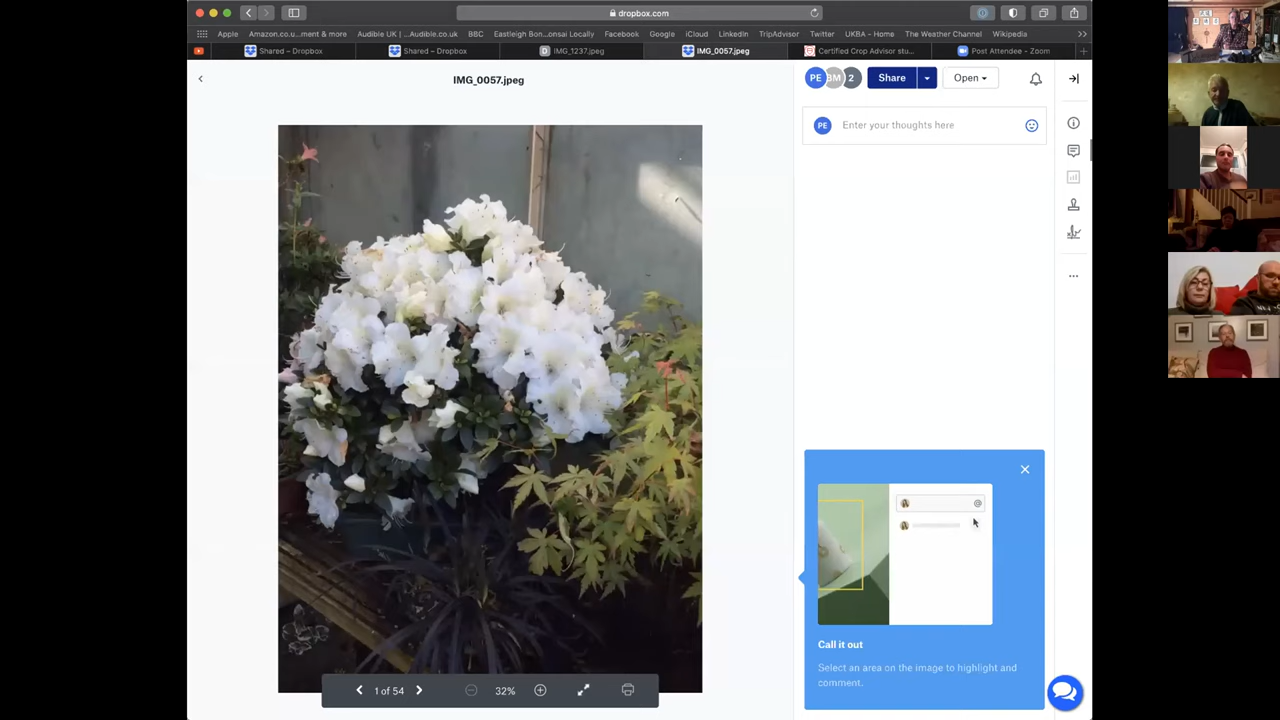 dropbox.com
Apple Amazon.co.u...ment & more Audible UK (...Audible.co.uk BBC Eastleigh Bon...onsai Locally Facebook Google iCloud LinkedIn TripAdvisor Twitter UKBA – Home The Weather Channel Wikipedia
Shared – Dropbox Shared – Dropbox IMG_1237.jpeg IMG_0057.jpeg Certified Crop Advisor stu... Post Attendee - Zoom
IMG_0057.jpeg
PE BM 2 Share Open
PE Enter your thoughts here
Call it out
Select an area on the image to highlight and
comment.
1 of 54 32%